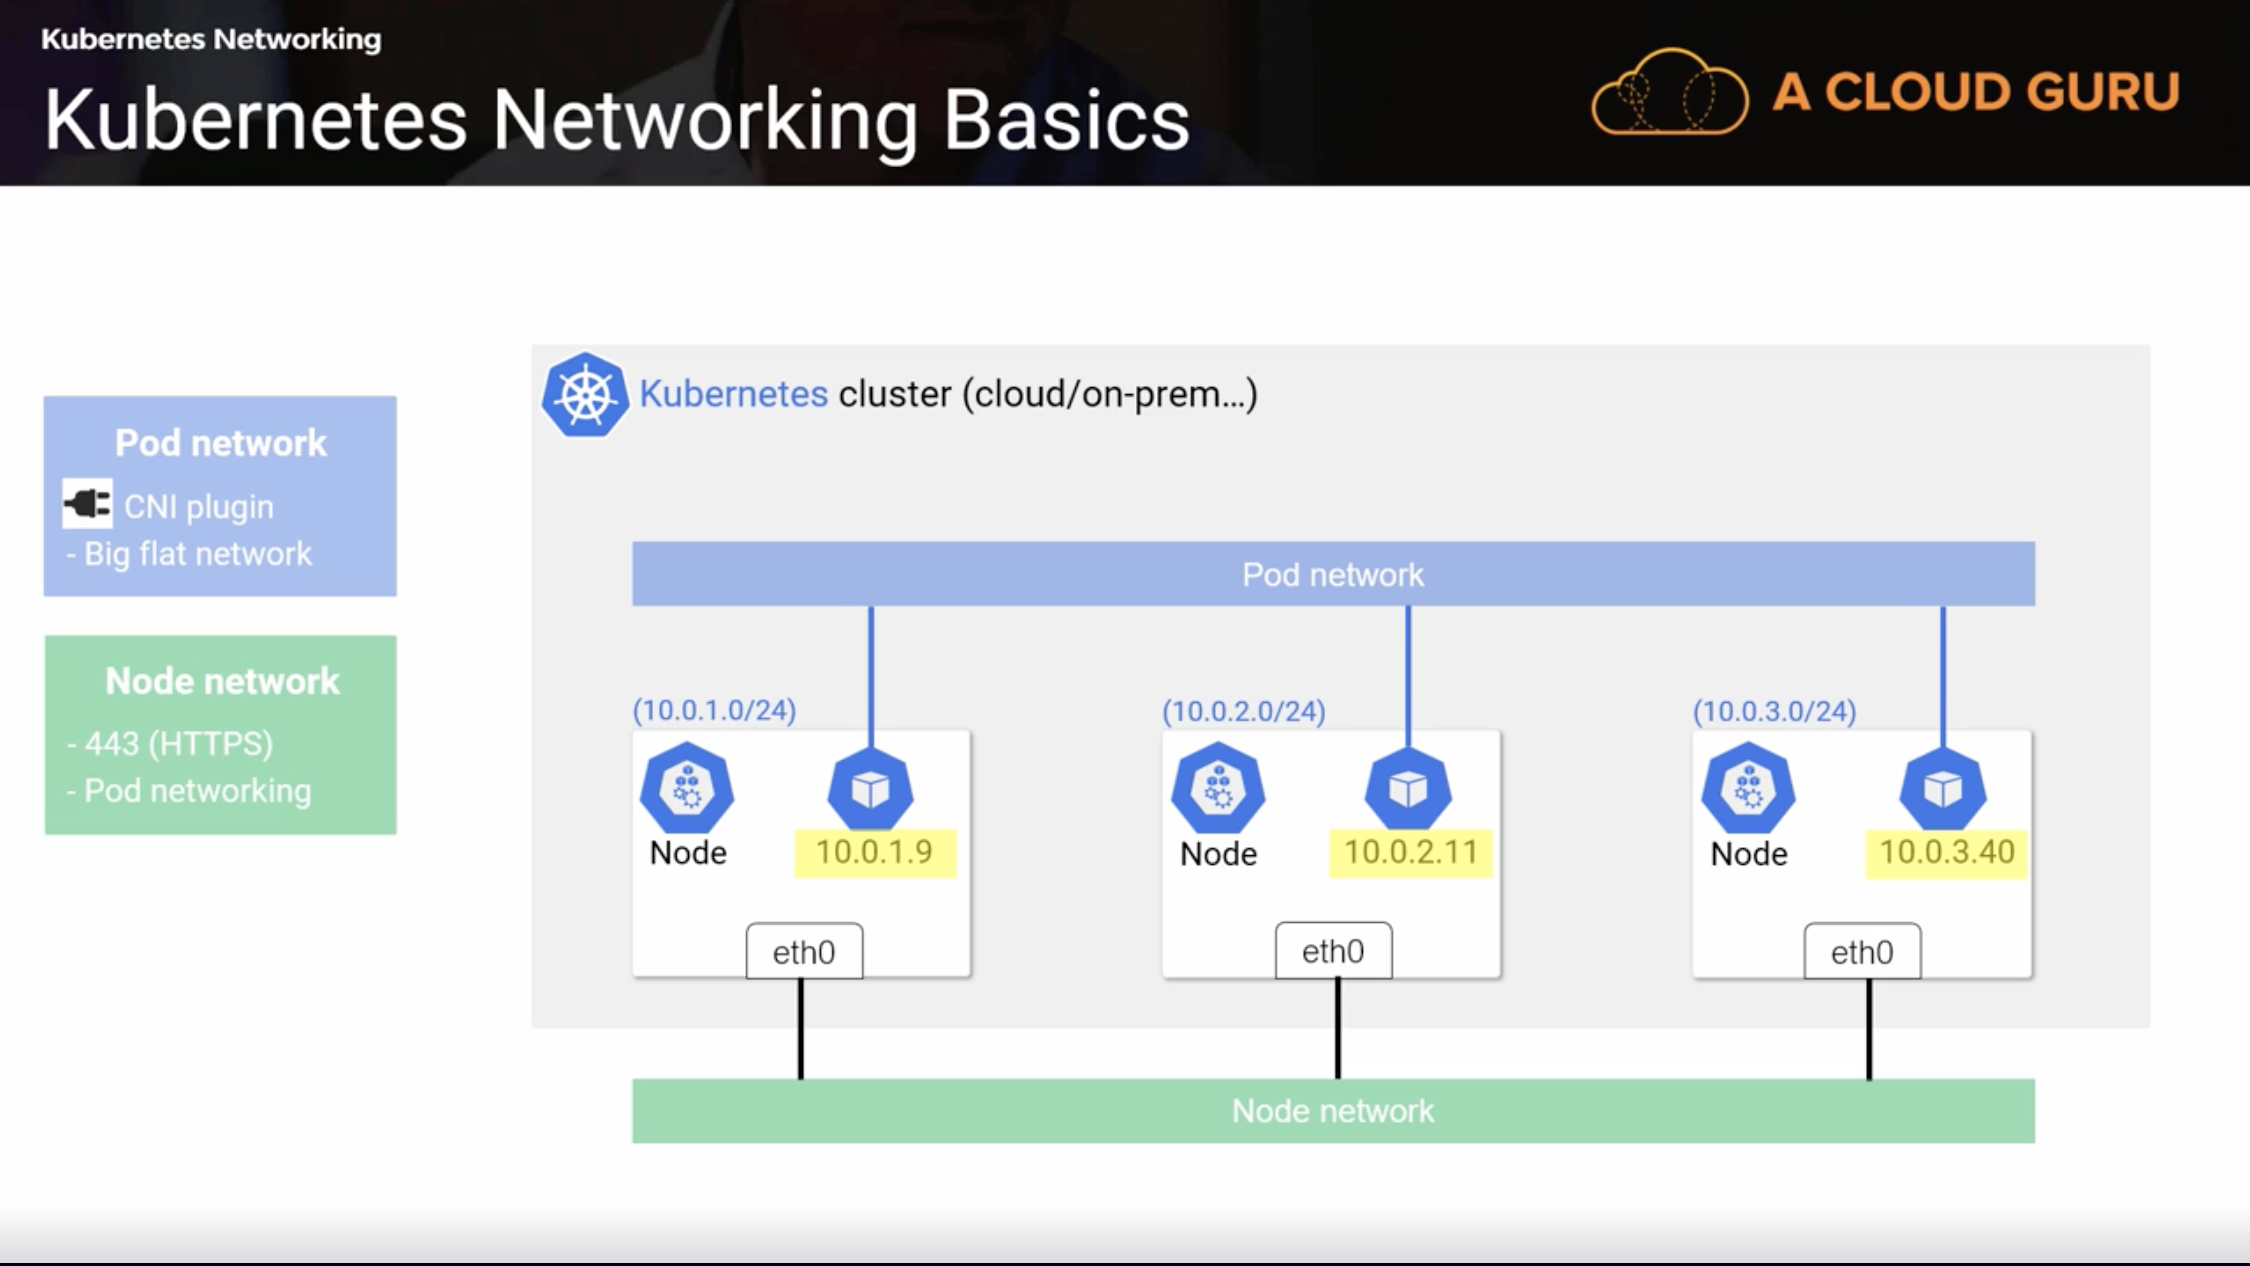 Kubernetes Networking
Kubernetes Networking Basics
A CLOUD GURU
Pod network
CNI plugin
- Big flat network
Node network
- 443 (HTTPS)
- Pod networking
Kubernetes cluster (cloud/on-prem...)
Pod network
(10.0.1.0/24)
Node
10.0.1.9
eth0
(10.0.2.0/24)
Node
10.0.2.11
eth0
(10.0.3.0/24)
Node
10.0.3.40
eth0
Node network